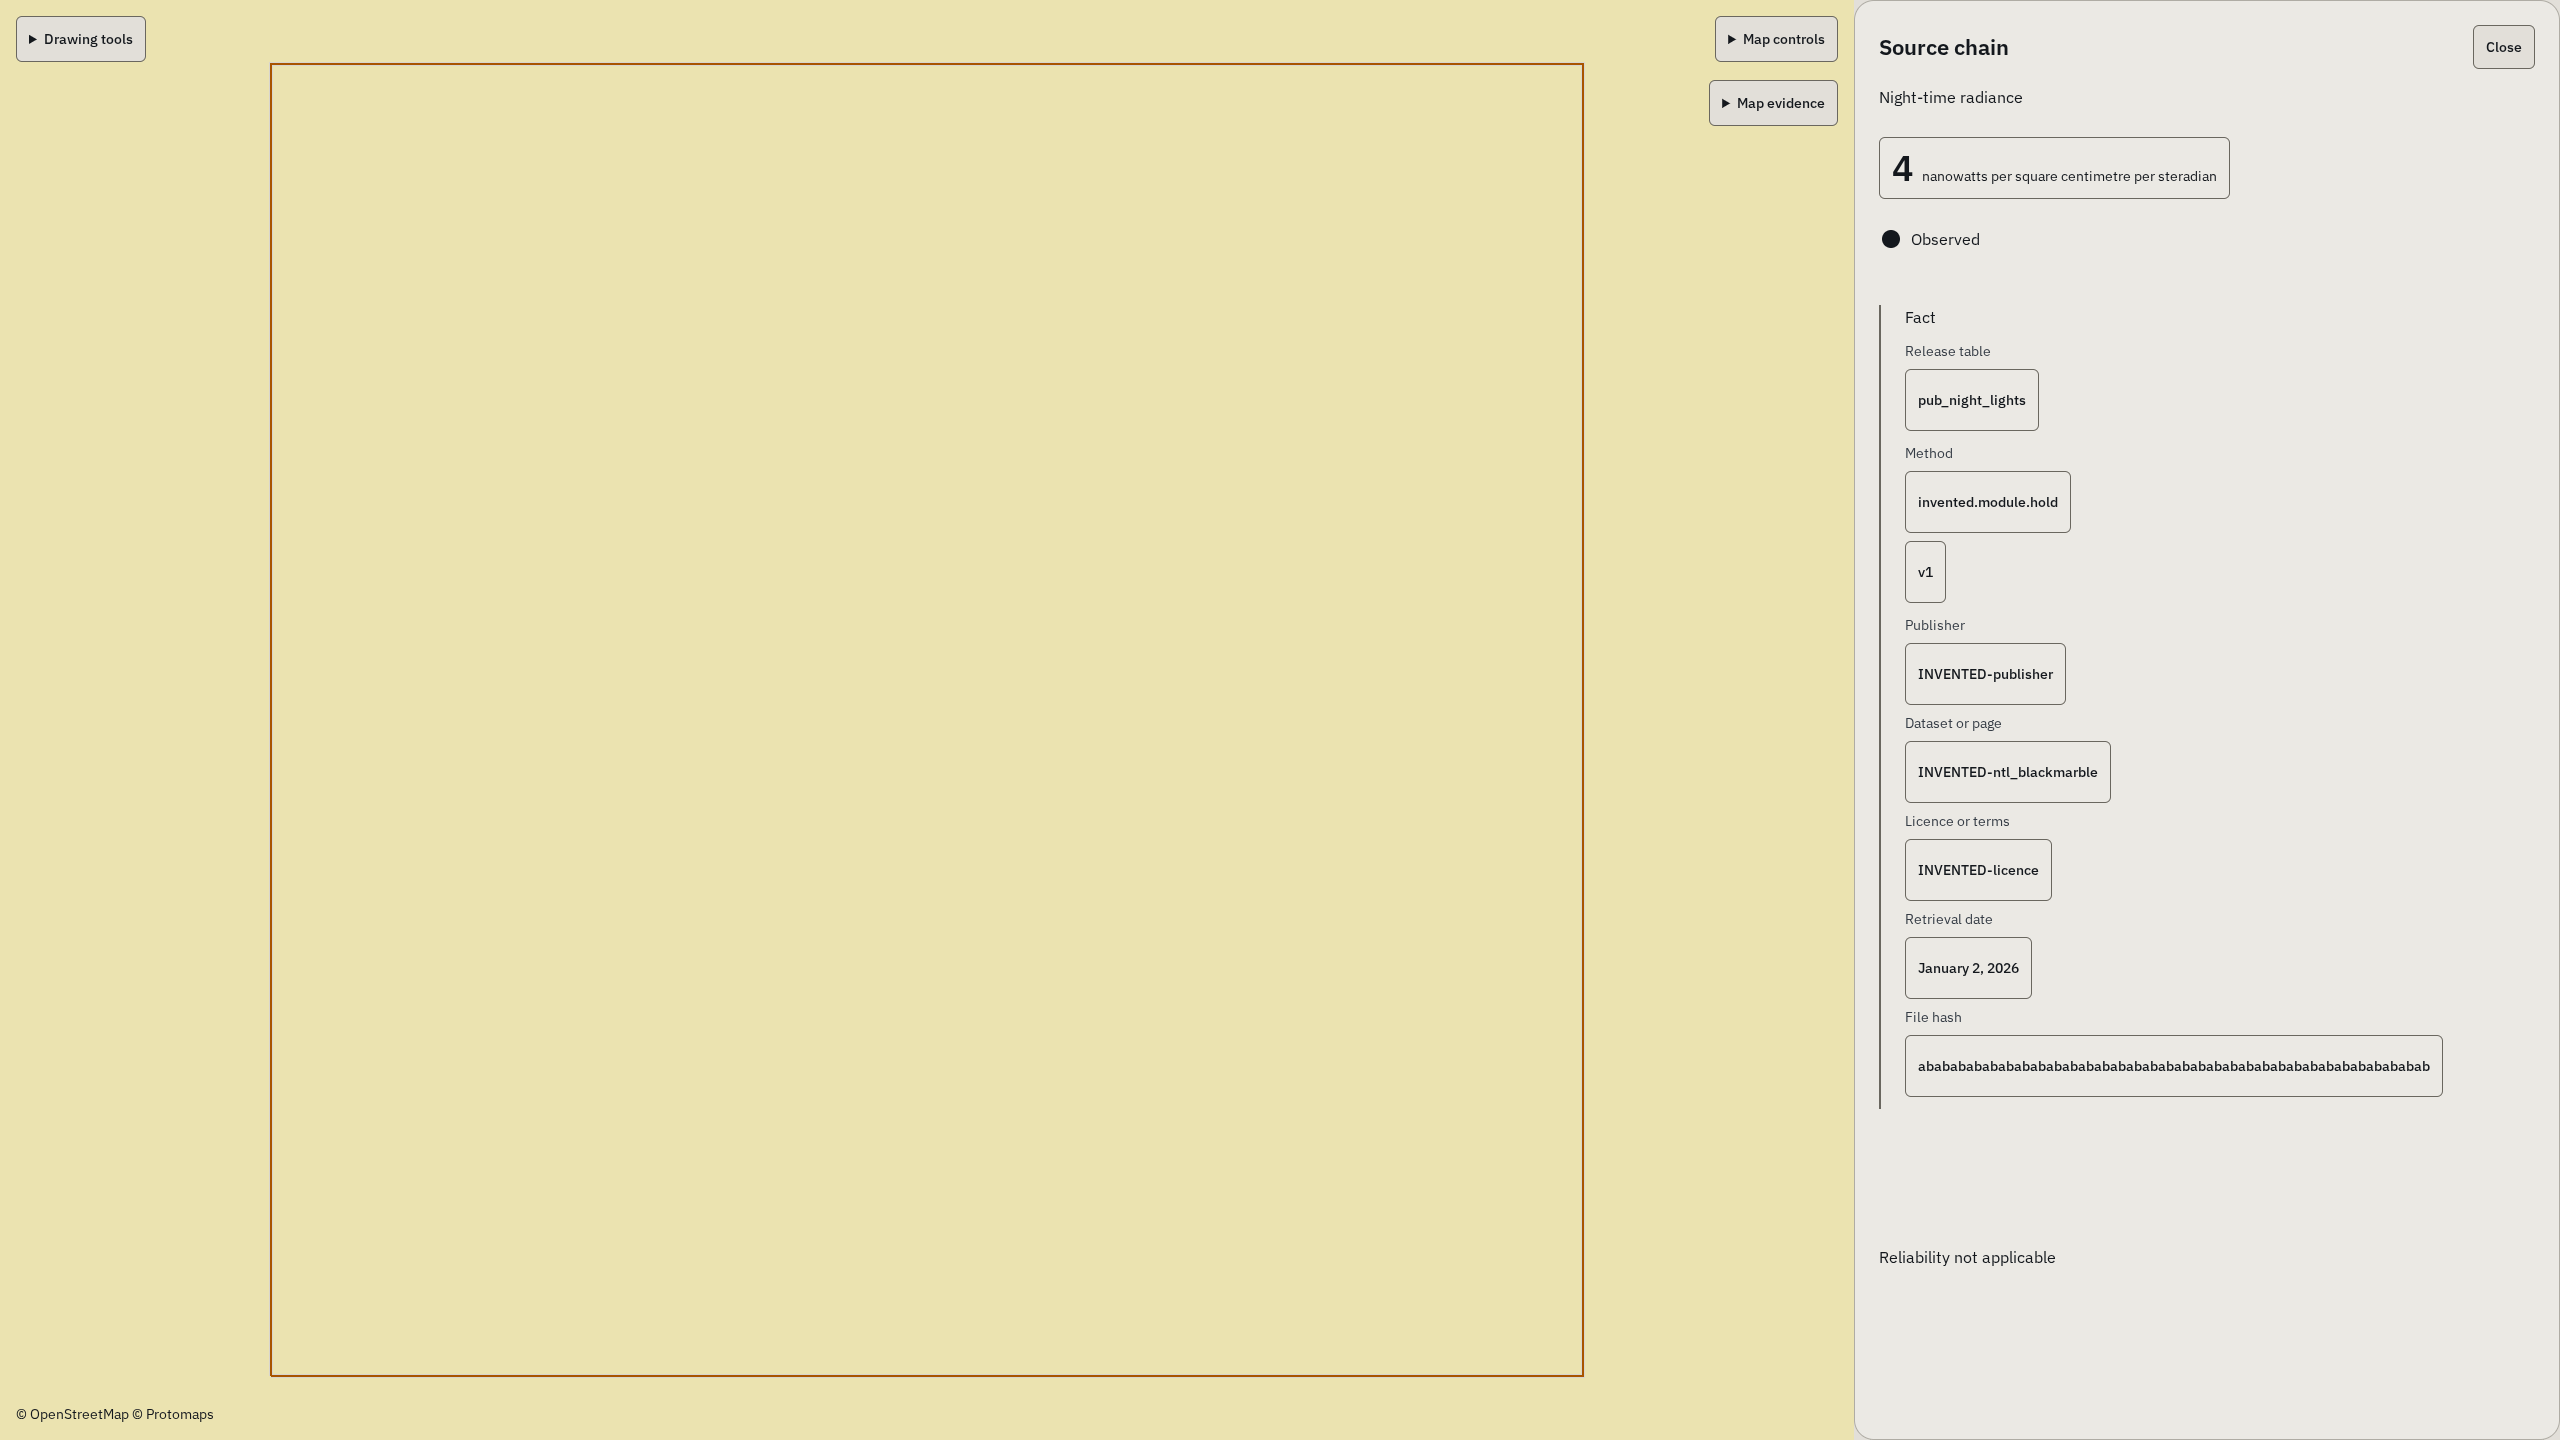 Drawing tools
Map controls
Map evidence
© OpenStreetMap © Protomaps
Source chain
Close
Night-time radiance
4 nanowatts per square centimetre per steradian
Observed
Fact
Release table
pub_night_lights
Method
invented.module.hold
v1
Publisher
INVENTED-publisher
Dataset or page
INVENTED-ntl_blackmarble
Licence or terms
INVENTED-licence
Retrieval date
January 2, 2026
File hash
abababababababababababababababababababababababababababababababab
Reliability not applicable